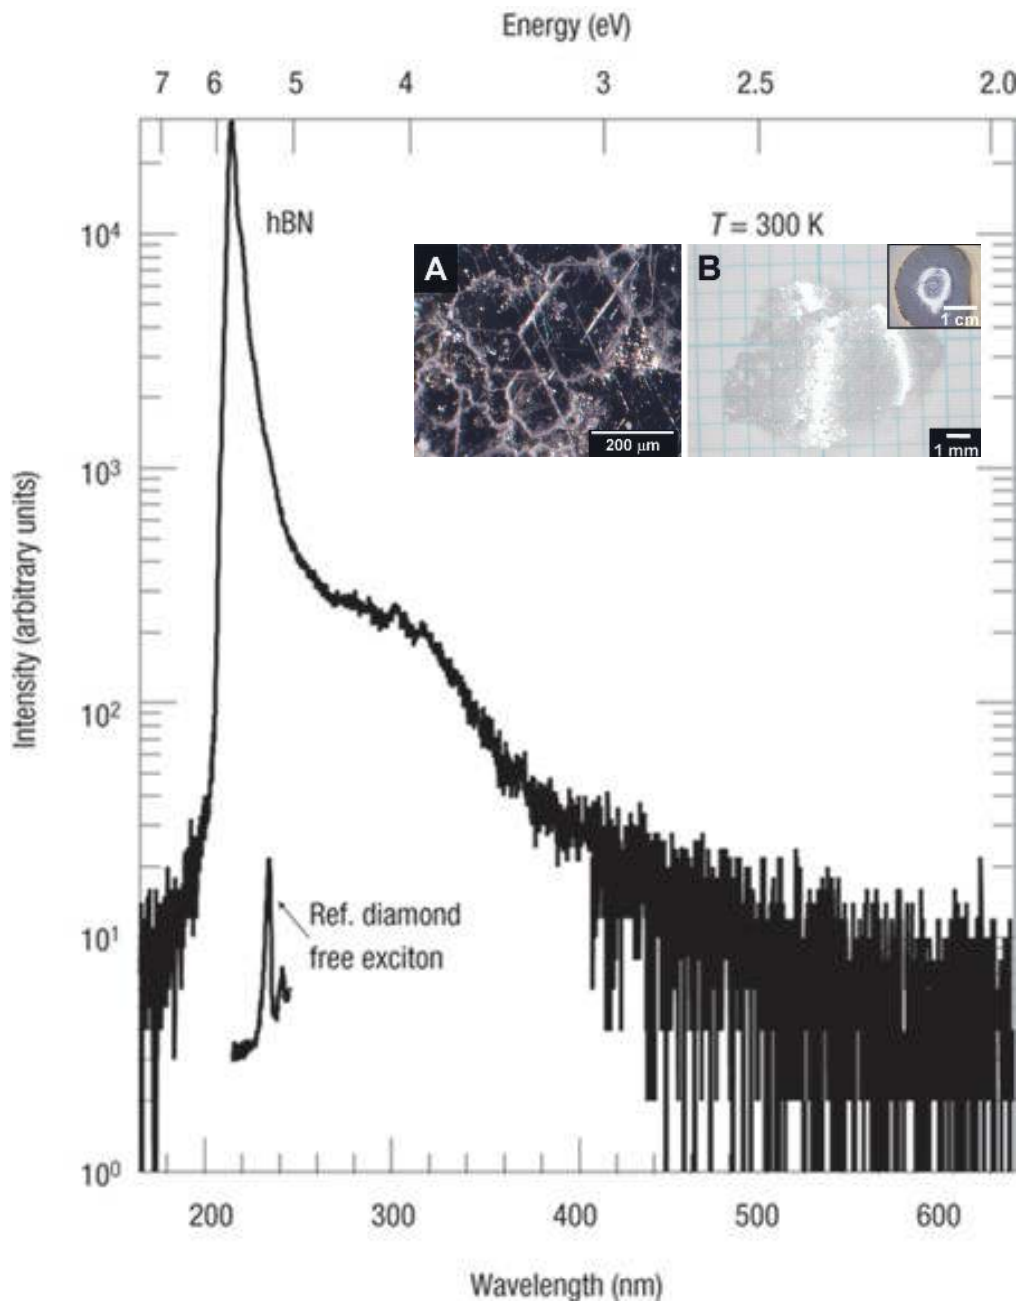 Energy (eV)
7 6 5 4 3 2.5 2.0
hBN
T = 300 K
A
B
1 cm
200 μm
1 mm
10⁴
10³
10²
10¹
10⁰
Intensity (arbitrary units)
Ref. diamond
free exciton
200 300 400 500 600
Wavelength (nm)